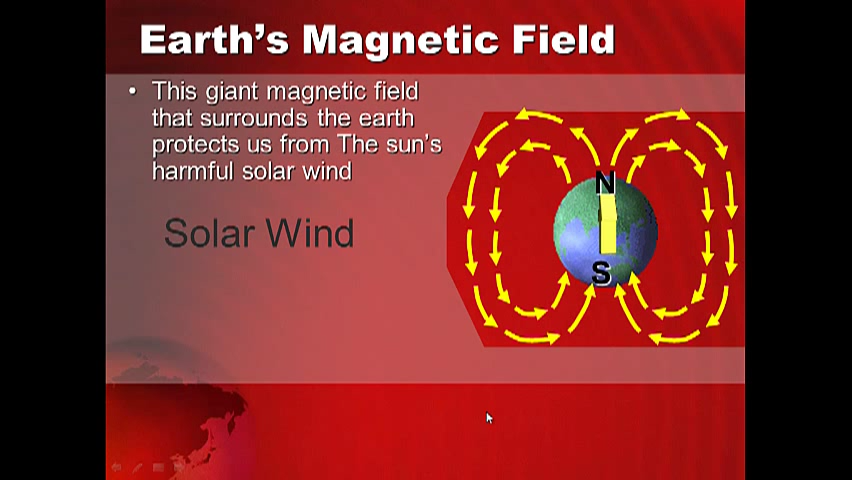 Earth's Magnetic Field
• This giant magnetic field
that surrounds the earth
protects us from The sun's
harmful solar wind
Solar Wind
N
S